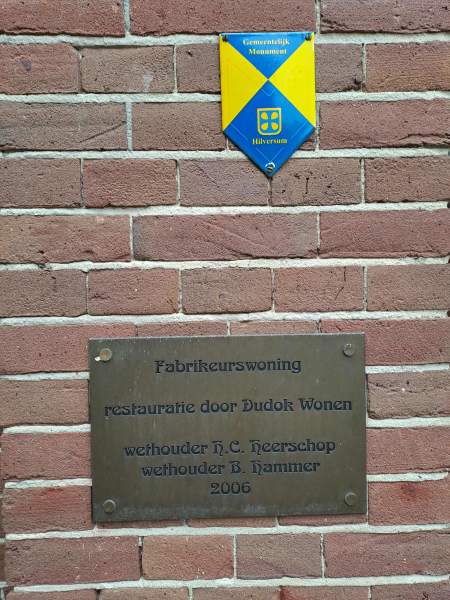 Gemeentelijk
Monument
Hilversum
Fabrikeurswoning
restauratie door Dudok Wonen
wethouder H.C. Heerschop
wethouder B. Hammer
2006